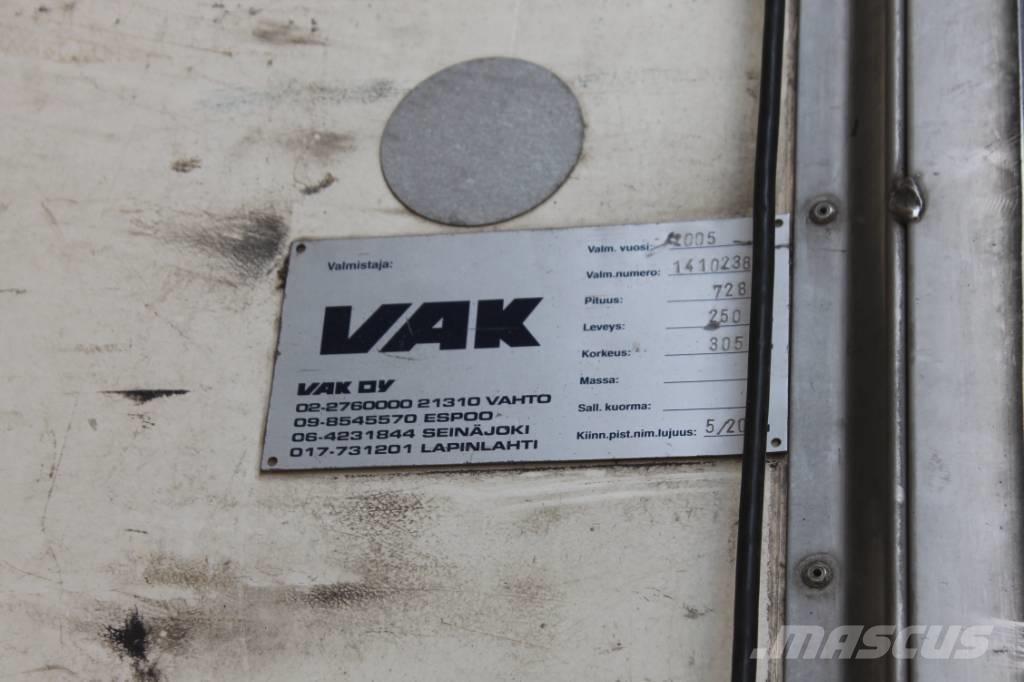 Valmistaja:
VAK
VAK OY
02-2760000 21310 VAHTO
09-8545570 ESPOO
06-4231844 SEINÄJOKI
017-731201 LAPINLAHTI
Valm. vuosi: 2005
Valm.numero: 1410238
Pituus: 728
Leveys: 250
Korkeus: 305
Massa:
Sall. kuorma:
Kiinn.pist.nim.lujuus:
MASCUS